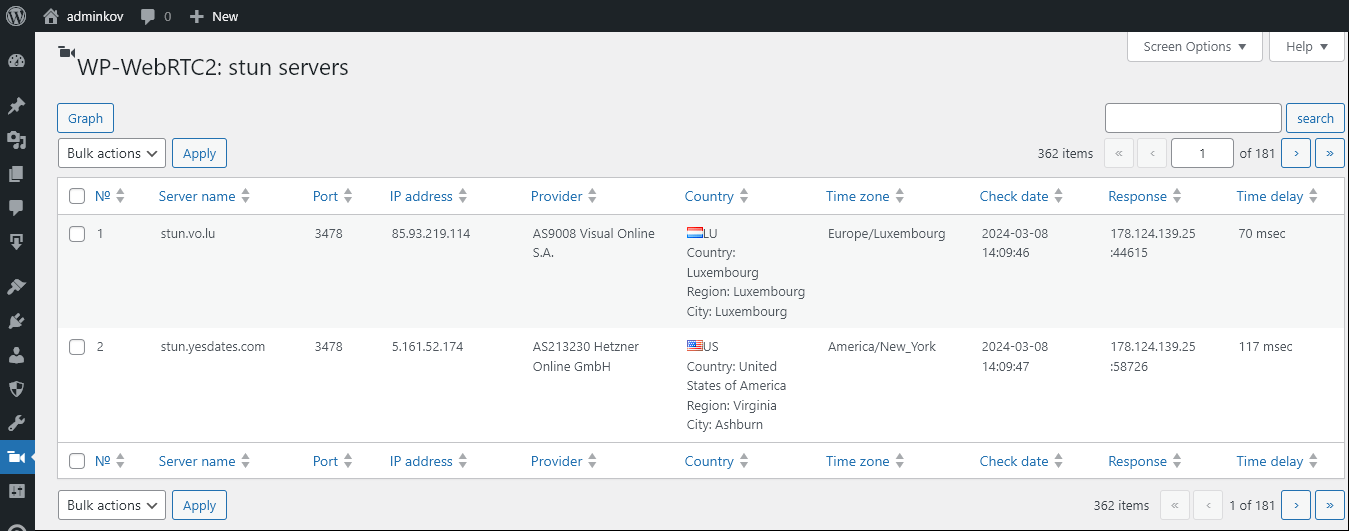 adminkov 0 New
Screen Options Help
WP-WebRTC2: stun servers
Graph search
Bulk actions Apply 362 items « ‹ 1 of 181 › »
№ Server name Port IP address Provider Country Time zone Check date Response Time delay
1 stun.vo.lu 3478 85.93.219.114 AS9008 Visual Online LU Europe/Luxembourg 2024-03-08 178.124.139.25 70 msec
S.A. Country: 14:09:46 :44615
Luxembourg
Region: Luxembourg
City: Luxembourg
2 stun.yesdates.com 3478 5.161.52.174 AS213230 Hetzner US America/New_York 2024-03-08 178.124.139.25 117 msec
Online GmbH Country: United 14:09:47 :58726
States of America
Region: Virginia
City: Ashburn
№ Server name Port IP address Provider Country Time zone Check date Response Time delay
Bulk actions Apply 362 items « ‹ 1 of 181 › »